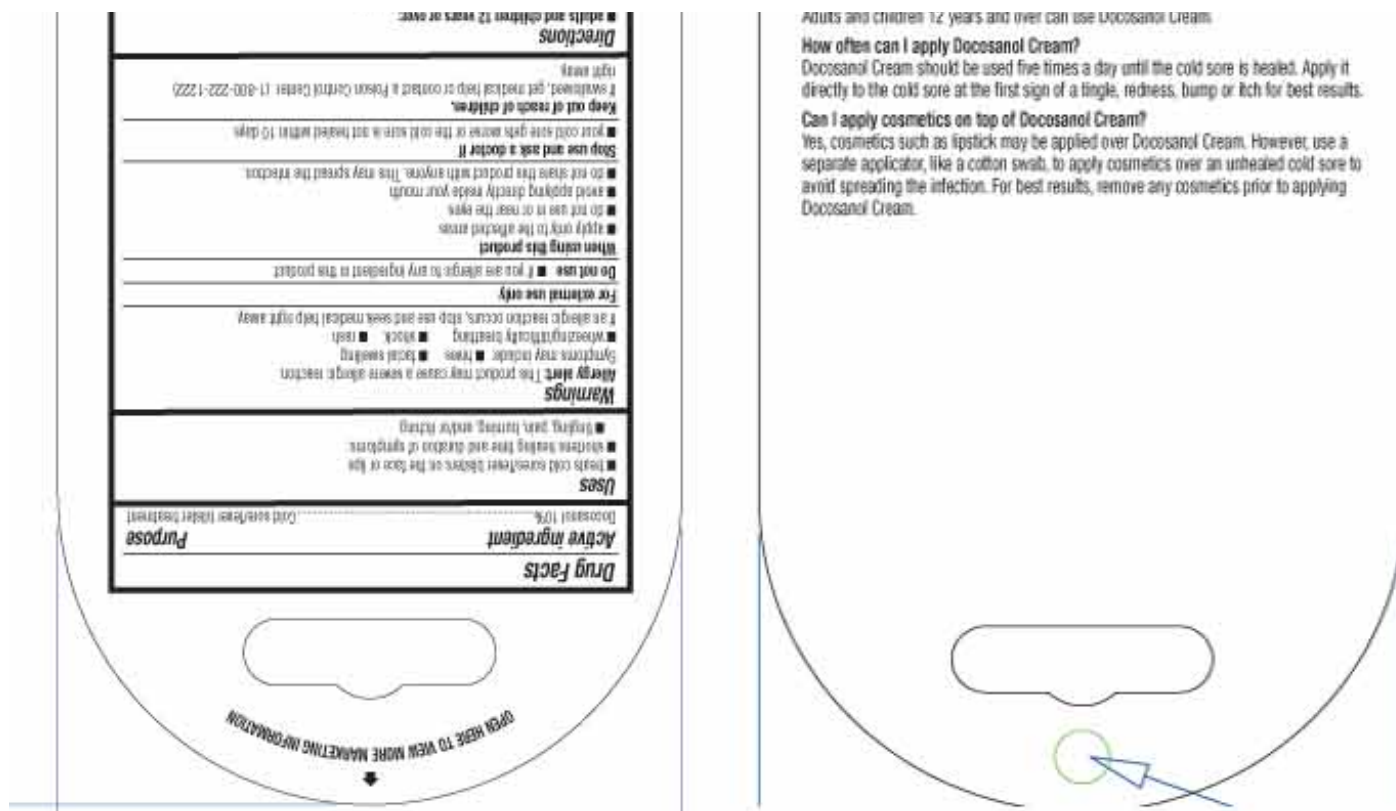 OPEN HERE TO VIEW MORE MARKETING INFORMATION
Drug Facts
Active ingredient Purpose
Docosanol 10%..........Cold sore/fever blister treatment
Uses
■ treats cold sores/fever blisters on the face or lips
■ shortens healing time and duration of symptoms:
■ tingling, pain, burning, and/or itching
Warnings
Allergy alert: This product may cause a severe allergic reaction.
Symptoms may include: ■ hives ■ facial swelling
■ wheezing/difficulty breathing ■ shock ■ rash
If an allergic reaction occurs, stop use and seek medical help right away.
For external use only
Do not use ■ if you are allergic to any ingredient in this product
When using this product
■ apply only to the affected areas
■ do not use in or near the eyes
■ avoid applying directly inside your mouth
■ do not share this product with anyone. This may spread the infection.
Stop use and ask a doctor if
■ your cold sore gets worse or the cold sore is not healed within 10 days
Keep out of reach of children.
If swallowed, get medical help or contact a Poison Control Center (1-800-222-1222)
right away.
Directions
■ adults and children 12 years or over:
Adults and children 12 years and over can use Docosanol Cream.
How often can I apply Docosanol Cream?
Docosanol Cream should be used five times a day until the cold sore is healed. Apply it
directly to the cold sore at the first sign of a tingle, redness, bump or itch for best results.
Can I apply cosmetics on top of Docosanol Cream?
Yes, cosmetics such as lipstick may be applied over Docosanol Cream. However, use a
separate applicator, like a cotton swab, to apply cosmetics over an unhealed cold sore to
avoid spreading the infection. For best results, remove any cosmetics prior to applying
Docosanol Cream.